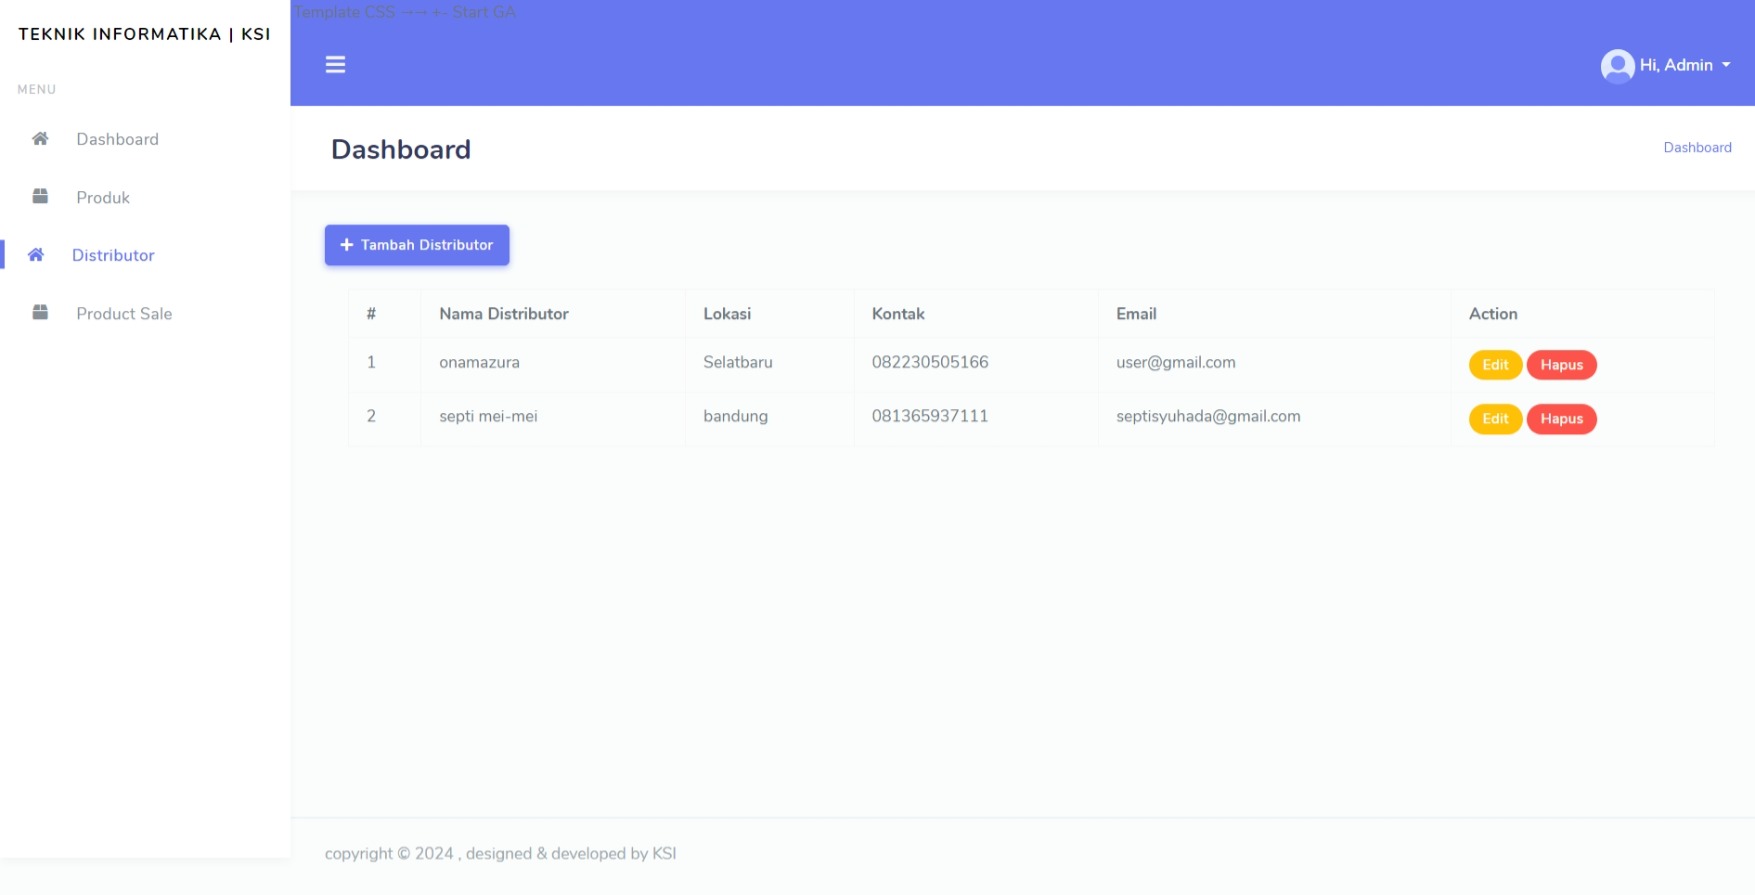 Template CSS →→ +- Start GA
TEKNIK INFORMATIKA | KSI
Hi, Admin
MENU
Dashboard
Produk
Distributor
Product Sale
Dashboard
Dashboard
Tambah Distributor
# Nama Distributor Lokasi Kontak Email Action
1 onamazura Selatbaru 082230505166 user@gmail.com Edit Hapus
2 septi mei-mei bandung 081365937111 septisyuhada@gmail.com Edit Hapus
copyright © 2024 , designed & developed by KSI